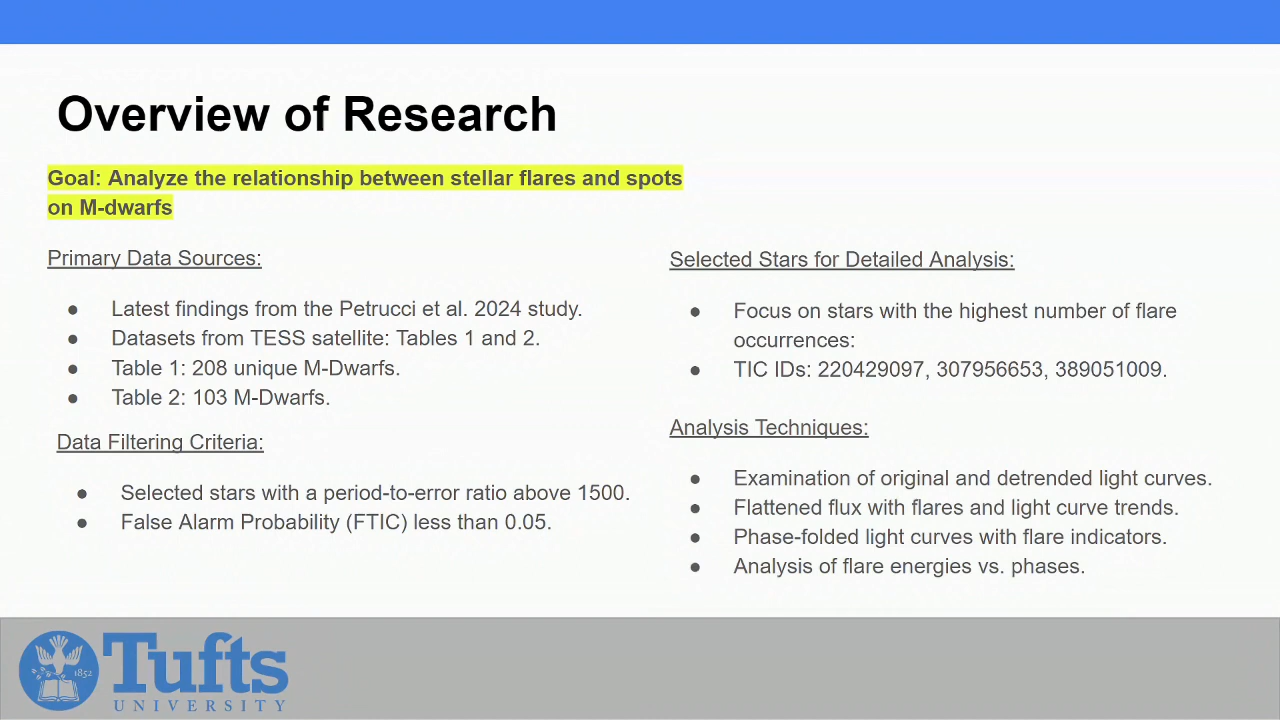 Overview of Research
Goal: Analyze the relationship between stellar flares and spots
on M-dwarfs
Primary Data Sources:
● Latest findings from the Petrucci et al. 2024 study.
● Datasets from TESS satellite: Tables 1 and 2.
● Table 1: 208 unique M-Dwarfs.
● Table 2: 103 M-Dwarfs.
Data Filtering Criteria:
● Selected stars with a period-to-error ratio above 1500.
● False Alarm Probability (FTIC) less than 0.05.
Selected Stars for Detailed Analysis:
● Focus on stars with the highest number of flare
occurrences:
● TIC IDs: 220429097, 307956653, 389051009.
Analysis Techniques:
● Examination of original and detrended light curves.
● Flattened flux with flares and light curve trends.
● Phase-folded light curves with flare indicators.
● Analysis of flare energies vs. phases.
1852
Tufts
UNIVERSITY